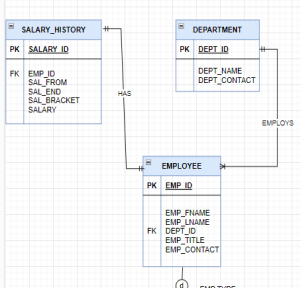 SALARY_HISTORY
PK SALARY_ID
FK EMP_ID
SAL_FROM
SAL_END
SAL_BRACKET
SALARY
DEPARTMENT
PK DEPT_ID
DEPT_NAME
DEPT_CONTACT
HAS
EMPLOYS
EMPLOYEE
PK EMP_ID
EMP_FNAME
EMP_LNAME
FK DEPT_ID
EMP_TITLE
EMP_CONTACT
d
EMP_TYPE